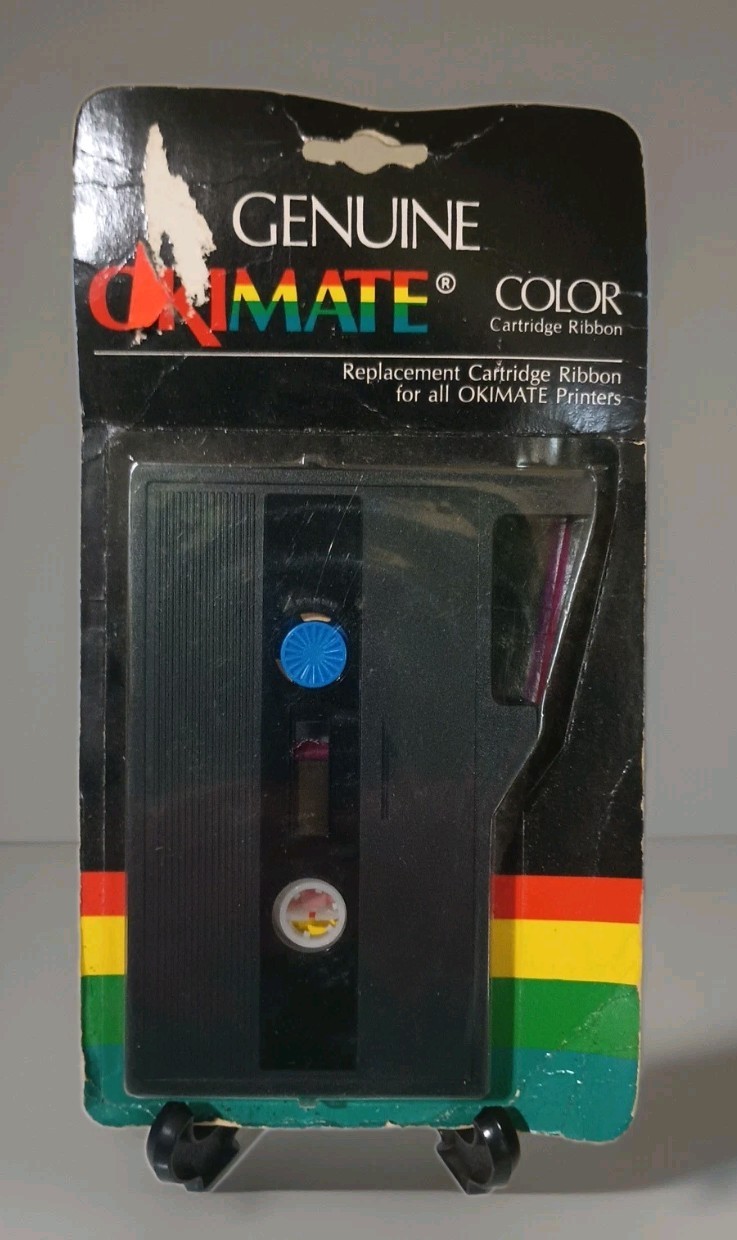 GENUINE
OKIMATE® COLOR
Cartridge Ribbon
Replacement Cartridge Ribbon
for all OKIMATE Printers